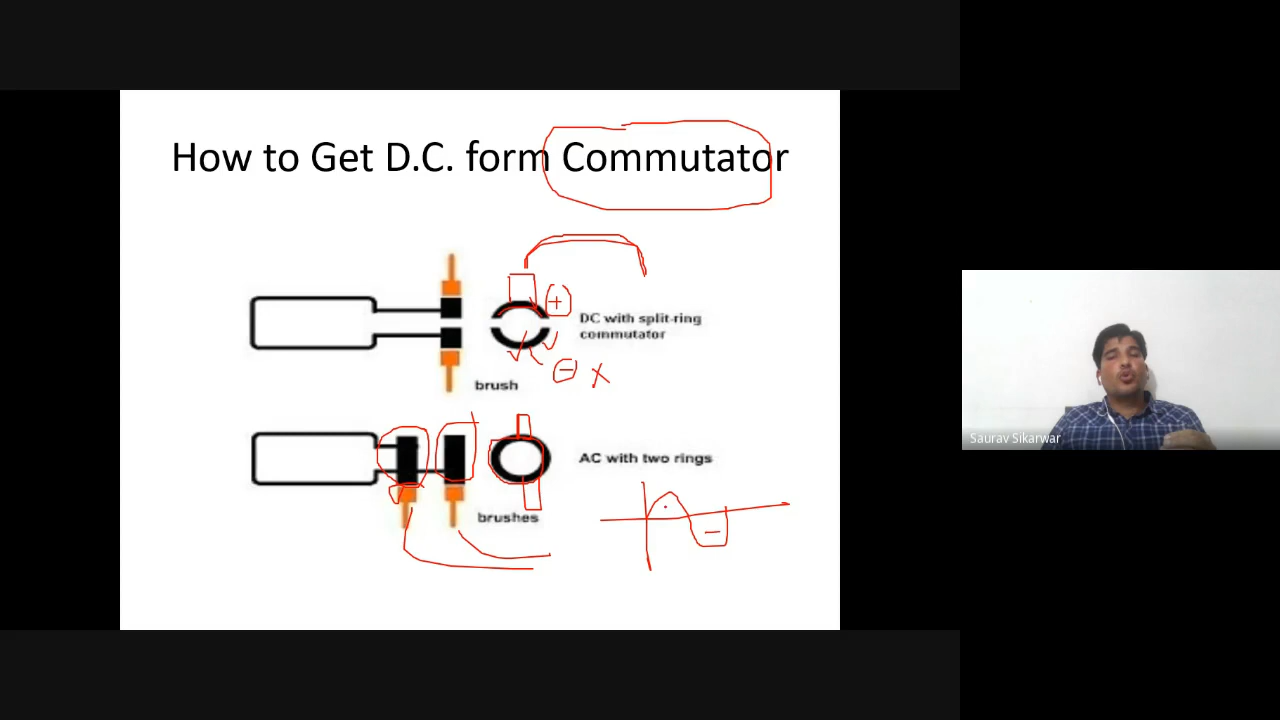 How to Get D.C. form Commutator
+
DC with split-ring
commutator
- x
brush
AC with two rings
brushes
-
Saurav Sikarwar